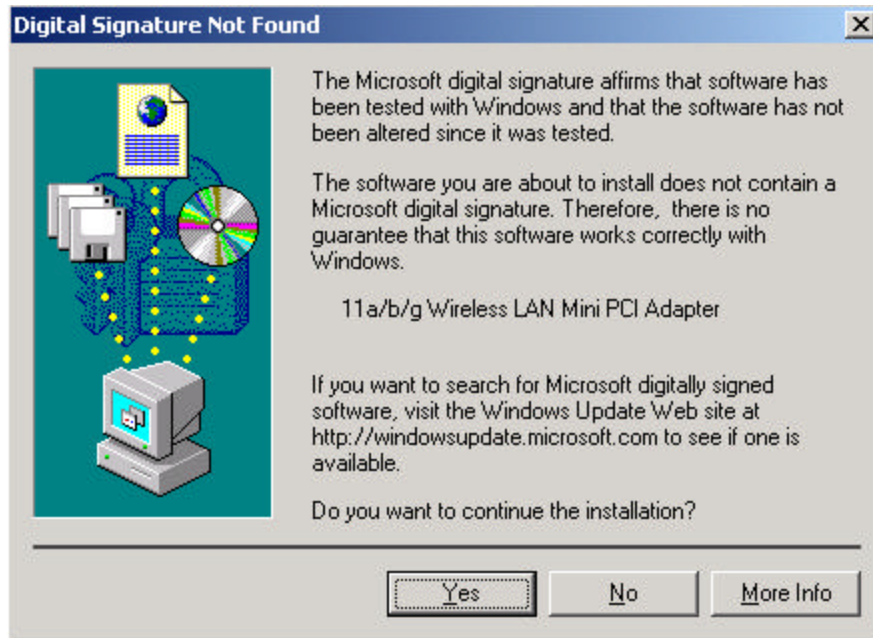 Digital Signature Not Found
The Microsoft digital signature affirms that software has
been tested with Windows and that the software has not
been altered since it was tested.
The software you are about to install does not contain a
Microsoft digital signature. Therefore,  there is no
guarantee that this software works correctly with
Windows.
11a/b/g Wireless LAN Mini PCI Adapter
If you want to search for Microsoft digitally signed
software, visit the Windows Update Web site at
http://windowsupdate.microsoft.com to see if one is
available.
Do you want to continue the installation?
Yes No More Info